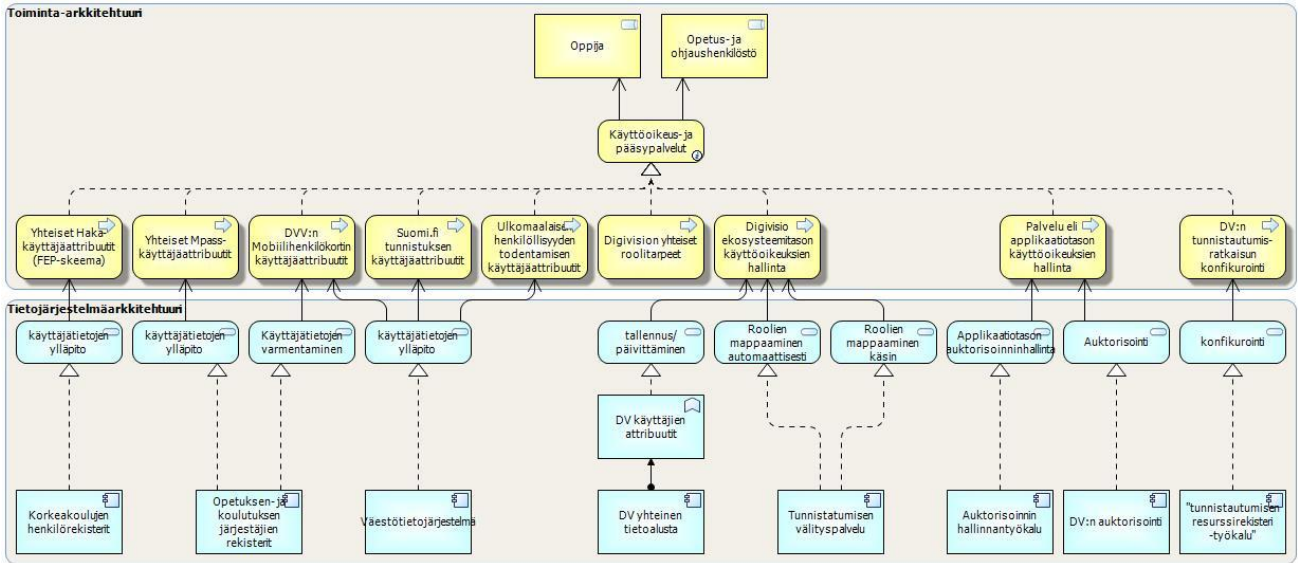 Toiminta-arkkitehtuuri
Oppija
Opetus- ja
ohjaushenkilöstö
Käyttöoikeus- ja
pääsypalvelut
Yhteiset Haka-
käyttäjäattribuutit
(FEP-skeema)
Yhteiset Mpass-
käyttäjäattribuutit
DVV:n
Mobiilihenkilökortin
käyttäjäattribuutit
Suomi.fi
tunnistuksen
käyttäjäattribuutit
Ulkomaalaisen
henkilöllisyyden
todentamisen
käyttäjäattribuutit
Digivision yhteiset
roolitarpeet
Digivisio
ekosysteemitason
käyttöoikeuksien
hallinta
Palvelu eli
applikaatiotason
käyttöoikeuksien
hallinta
DV:n
tunnistautumis-
ratkaisun
konfikurointi
Tietojärjestelmäarkkitehtuuri
käyttäjätietojen
ylläpito
käyttäjätietojen
ylläpito
Käyttäjätietojen
varmentaminen
käyttäjätietojen
ylläpito
tallennus/
päivittäminen
Roolien
mappaaminen
automaattisesti
Roolien
mappaaminen
käsin
Applikaatiotason
auktorisoinninhallinta
Auktorisointi
konfikurointi
DV käyttäjien
attribuutit
Korkeakoulujen
henkilörekisterit
Opetuksen- ja
koulutuksen
järjestäjien
rekisterit
Väestötietojärjestelmä
DV yhteinen
tietoalusta
Tunnistatumisen
välityspalvelu
Auktorisoinnin
hallinnantyökalu
DV:n auktorisointi
"tunnistautumisen
resurssirekisteri
-työkalu"